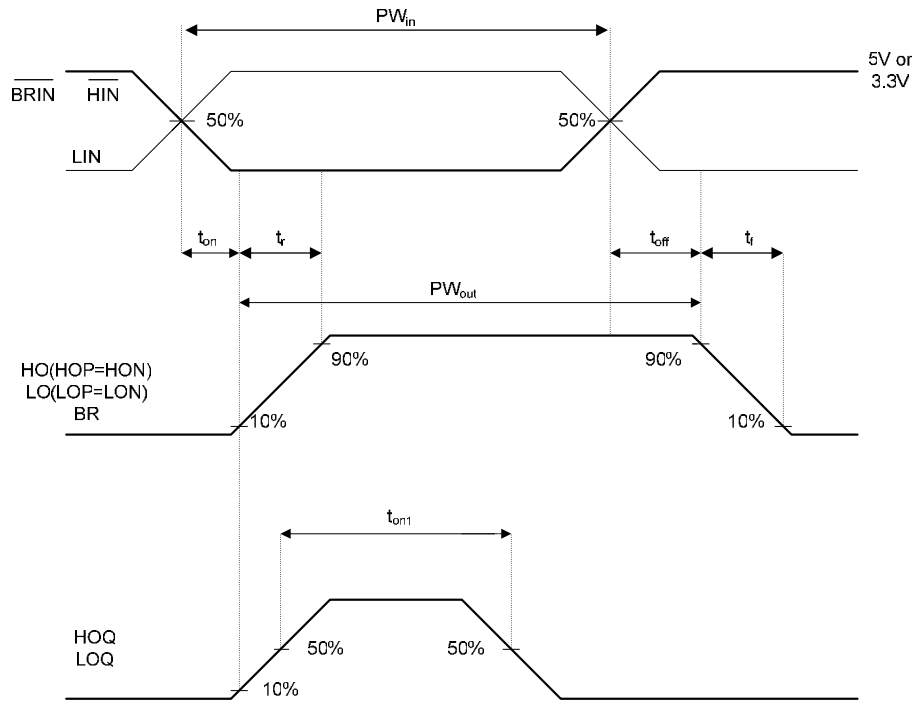 PWin
5V or
3.3V
BRIN HIN
50%
50%
LIN
ton
tr
toff
tf
PWout
HO(HOP=HON)
LO(LOP=LON)
BR
90%
90%
10%
10%
ton1
HOQ
LOQ
50%
50%
10%